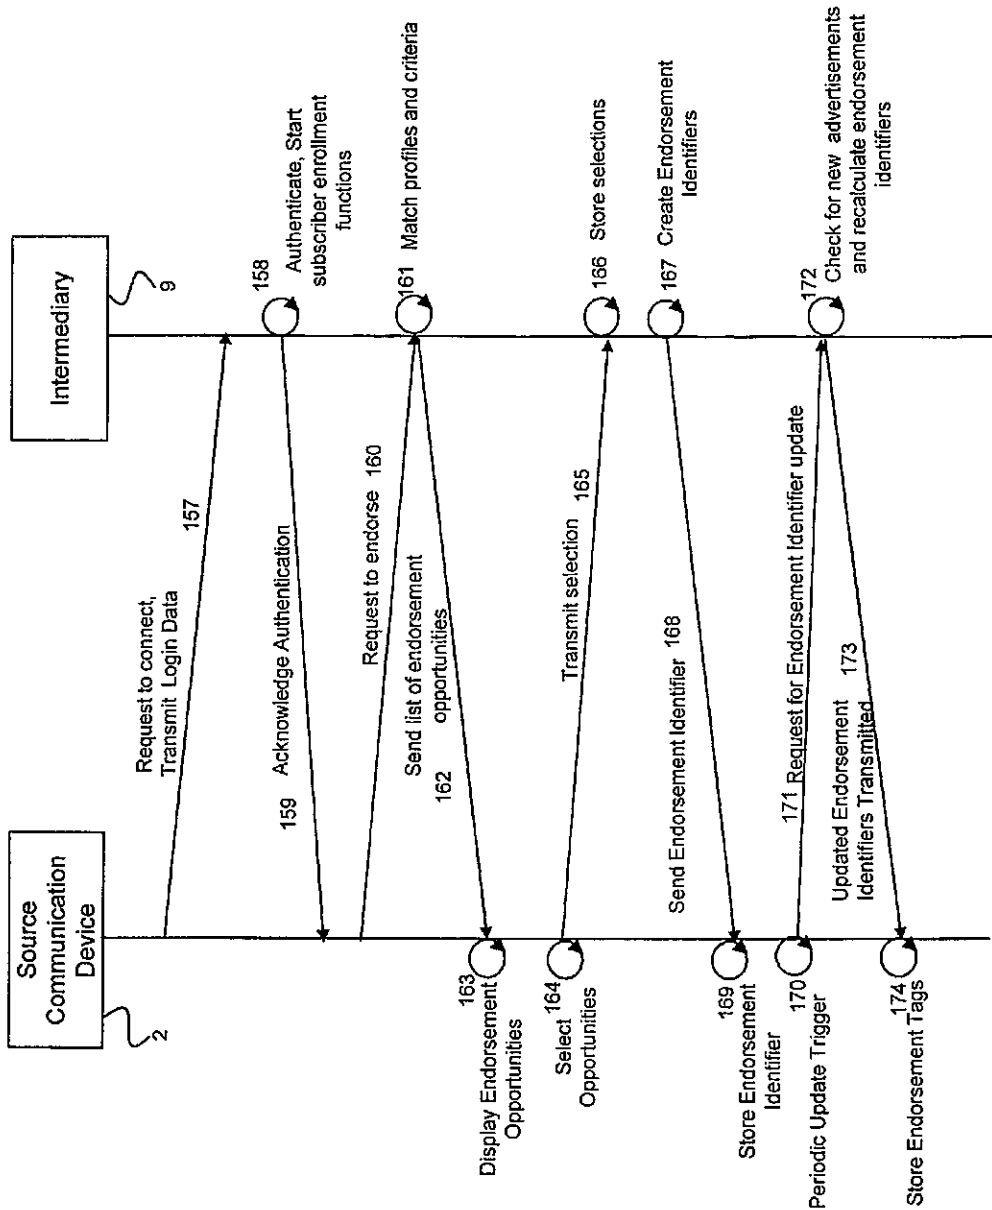 Source
Communication
Device
2
Intermediary
9
Request to connect,
Transmit Login Data
157
158
Authenticate, Start
subscriber enrollment
functions
159
Acknowledge Authentication
Request to endorse 160
161
Match profiles and criteria
Send list of endorsement
opportunities
162
163
Display Endorsement
Opportunities
164
Select
Opportunities
Transmit selection
165
166
Store selections
167
Create Endorsement
Identifiers
Send Endorsement Identifier 168
169
Store Endorsement
Identifier
170
Periodic Update Trigger
171 Request for Endorsement Identifier update
172
Check for new advertisements
and recalculate endorsement
identifiers
Updated Endorsement
Identifiers Transmitted
173
174
Store Endorsement Tags